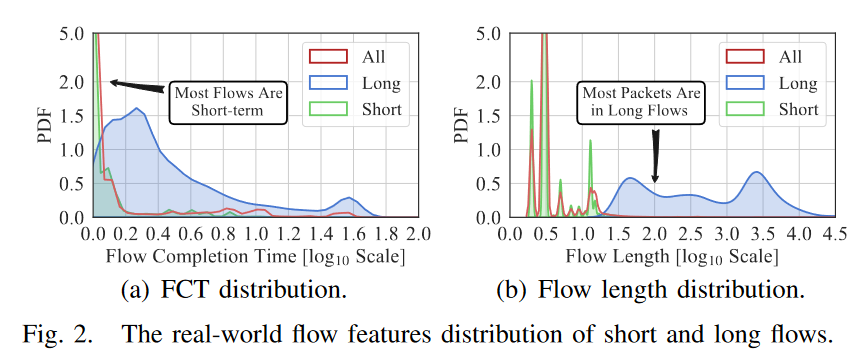 5.0
2.0
1.5
1.0
0.5
0.0
PDF
All
Long
Short
Most Flows Are
Short-term
0.0 0.2 0.4 0.6 0.8 1.0 1.2 1.4 1.6 1.8 2.0
Flow Completion Time [log10 Scale]
(a) FCT distribution.
5.0
2.0
1.5
1.0
0.5
0.0
PDF
All
Long
Short
Most Packets Are
in Long Flows
0.0 0.5 1.0 1.5 2.0 2.5 3.0 3.5 4.0 4.5
Flow Length [log10 Scale]
(b) Flow length distribution.
Fig. 2. The real-world flow features distribution of short and long flows.